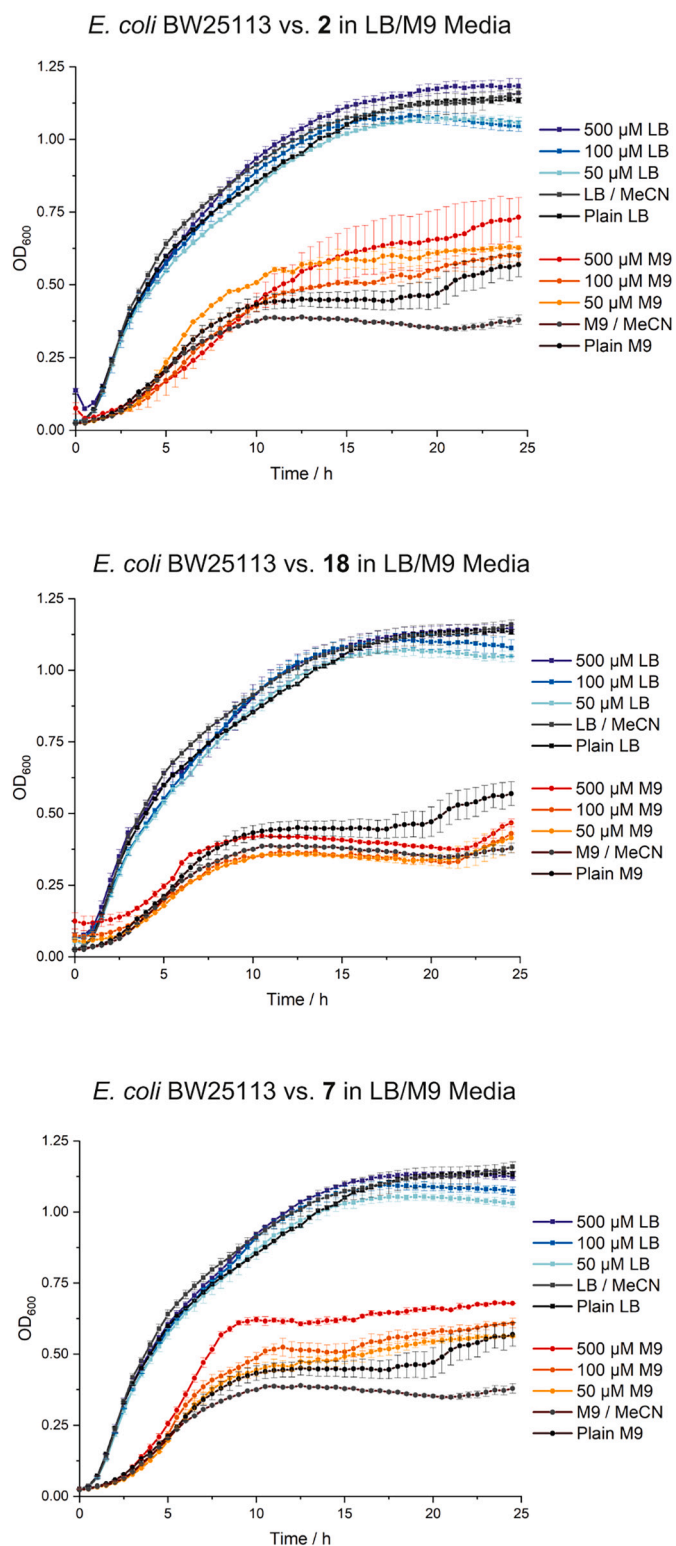 E. coli BW25113 vs. 2 in LB/M9 Media
1.25
1.00
0.75
0.50
0.25
0.00
OD600
0
5
10
15
20
25
Time / h
500 µM LB
100 µM LB
50 µM LB
LB / MeCN
Plain LB
500 µM M9
100 µM M9
50 µM M9
M9 / MeCN
Plain M9
E. coli BW25113 vs. 18 in LB/M9 Media
1.25
1.00
0.75
0.50
0.25
0.00
OD600
0
5
10
15
20
25
Time / h
500 µM LB
100 µM LB
50 µM LB
LB / MeCN
Plain LB
500 µM M9
100 µM M9
50 µM M9
M9 / MeCN
Plain M9
E. coli BW25113 vs. 7 in LB/M9 Media
1.25
1.00
0.75
0.50
0.25
0.00
OD600
0
5
10
15
20
25
Time / h
500 µM LB
100 µM LB
50 µM LB
LB / MeCN
Plain LB
500 µM M9
100 µM M9
50 µM M9
M9 / MeCN
Plain M9